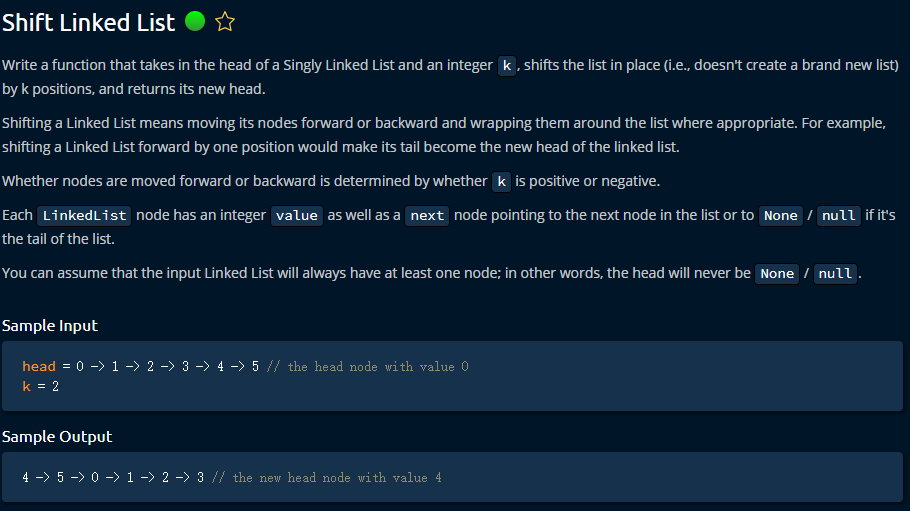 Shift Linked List
Write a function that takes in the head of a Singly Linked List and an integer k, shifts the list in place (i.e., doesn't create a brand new list)
by k positions, and returns its new head.
Shifting a Linked List means moving its nodes forward or backward and wrapping them around the list where appropriate. For example,
shifting a Linked List forward by one position would make its tail become the new head of the linked list.
Whether nodes are moved forward or backward is determined by whether k is positive or negative.
Each LinkedList node has an integer value as well as a next node pointing to the next node in the list or to None / null if it's
the tail of the list.
You can assume that the input Linked List will always have at least one node; in other words, the head will never be None / null.
Sample Input
head = 0 -> 1 -> 2 -> 3 -> 4 -> 5 // the head node with value 0
k = 2
Sample Output
4 -> 5 -> 0 -> 1 -> 2 -> 3 // the new head node with value 4